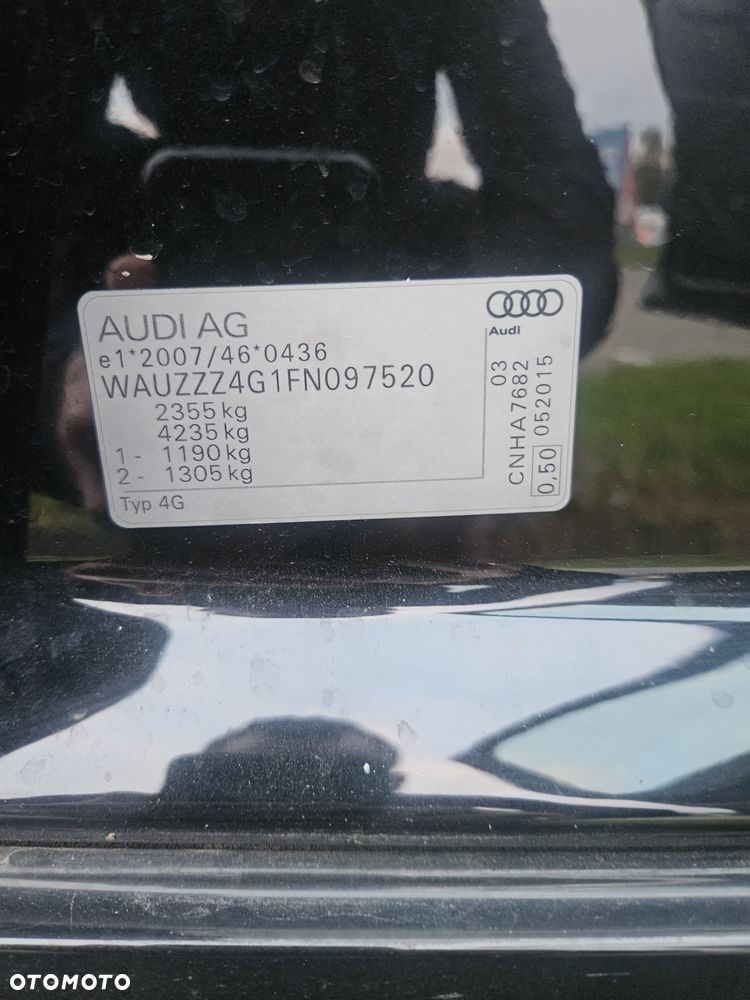 AUDI AG
e1*2007/46*0436
WAUZZZ4G1FN097520
2355 kg
4235 kg
1 - 1190 kg
2 - 1305 kg
Typ 4G
Audi
03
CNHA7682
0,50 052015
OTOMOTO